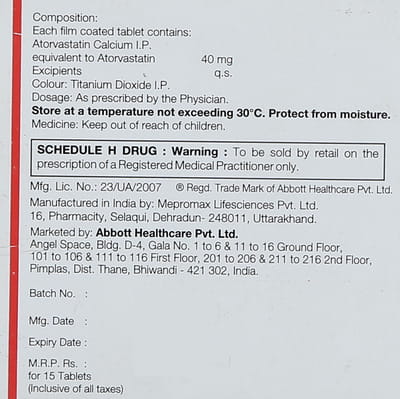 Composition:
Each film coated tablet contains:
Atorvastatin Calcium I.P.
equivalent to Atorvastatin 40 mg
Excipients q.s.
Colour: Titanium Dioxide I.P.
Dosage: As prescribed by the Physician.
Store at a temperature not exceeding 30°C. Protect from moisture.
Medicine: Keep out of reach of children.
SCHEDULE H DRUG : Warning : To be sold by retail on the
prescription of a Registered Medical Practitioner only.
Mfg. Lic. No.: 23/UA/2007 ® Regd. Trade Mark of Abbott Healthcare Pvt. Ltd.
Manufactured in India by: Mepromax Lifesciences Pvt. Ltd.
16, Pharmacity, Selaqui, Dehradun- 248011, Uttarakhand.
Marketed by: Abbott Healthcare Pvt. Ltd.
Angel Space, Bldg. D-4, Gala No. 1 to 6 & 11 to 16 Ground Floor,
101 to 106 & 111 to 116 First Floor, 201 to 206 & 211 to 216 2nd Floor,
Pimplas, Dist. Thane, Bhiwandi - 421 302, India.
Batch No. :
Mfg. Date :
Expiry Date :
M.R.P. Rs. :
for 15 Tablets
(Inclusive of all taxes)